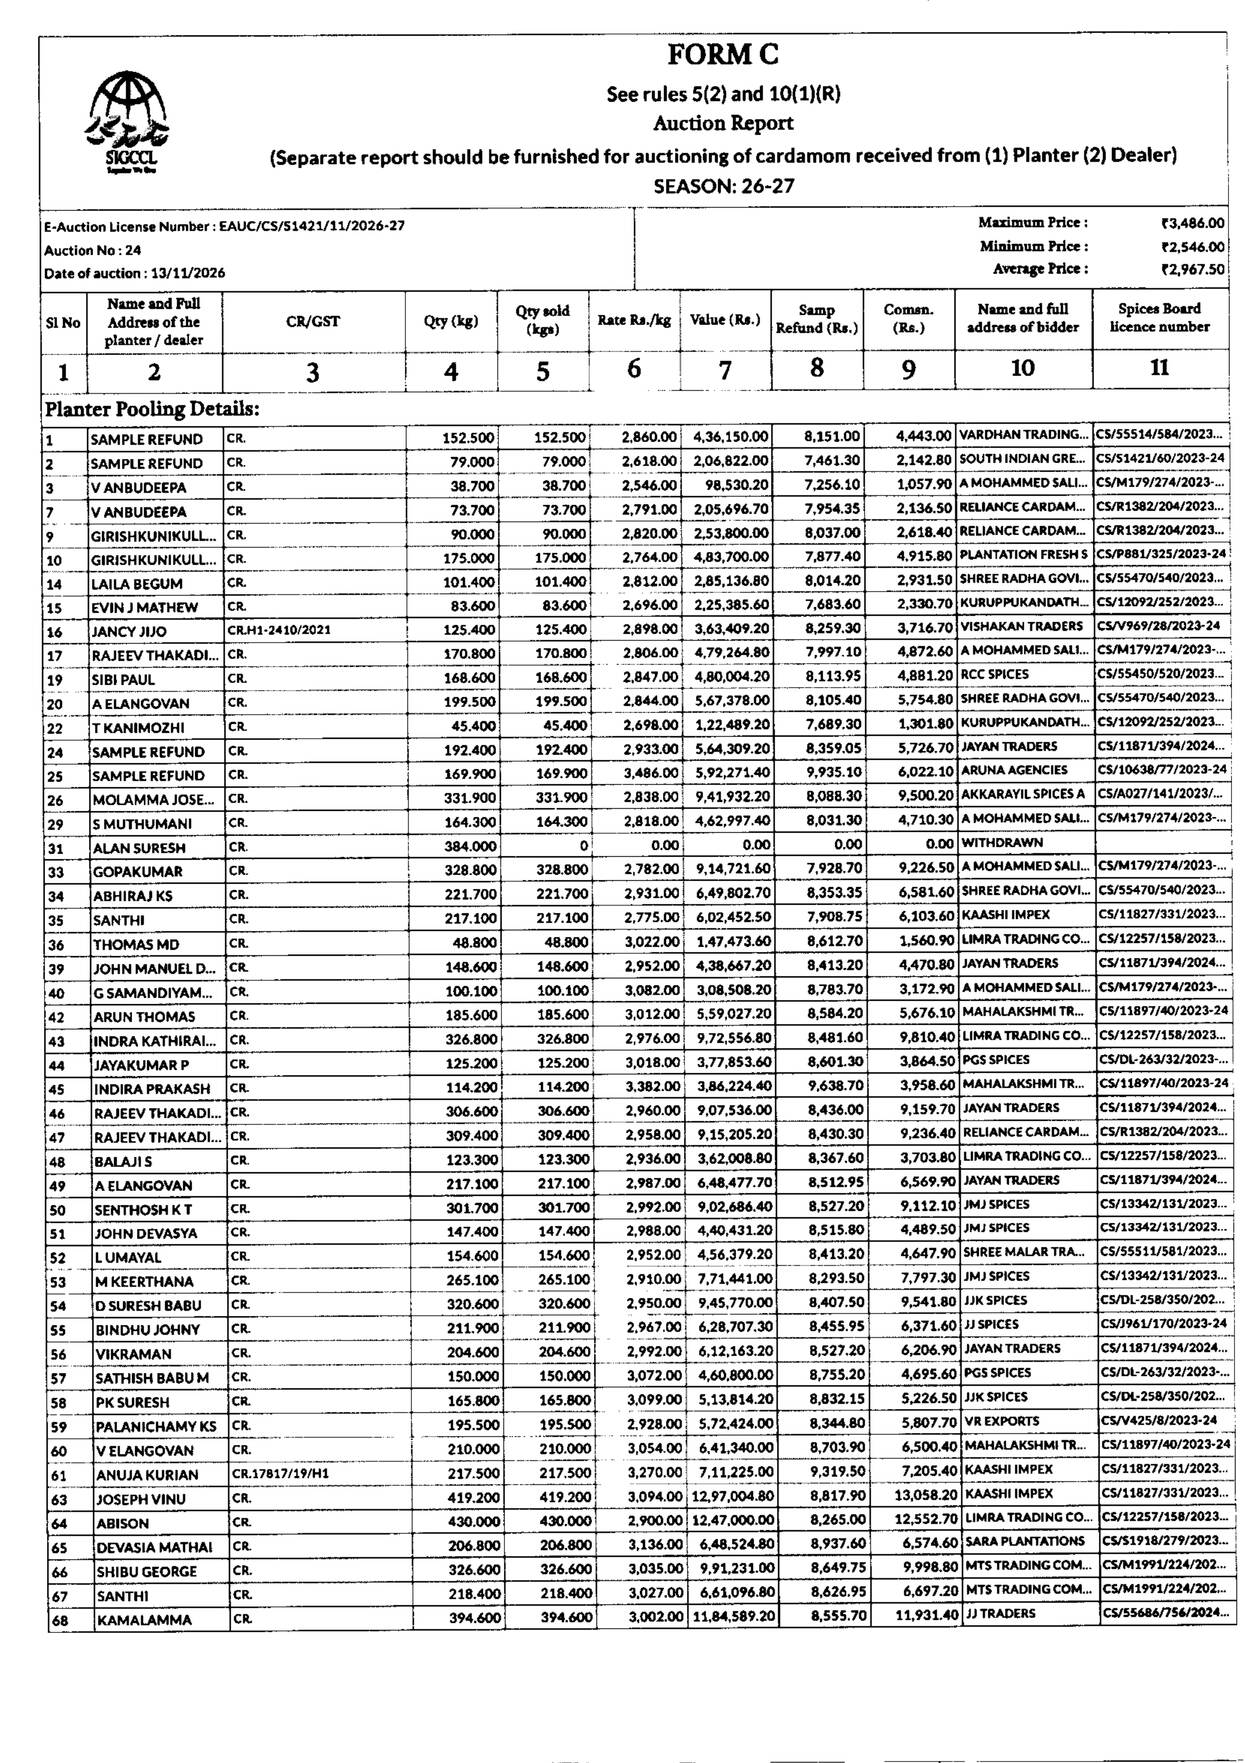 FORM C
See rules 5(2) and 10(1)(R)
Auction Report
(Separate report should be furnished for auctioning of cardamom received from (1) Planter (2) Dealer)
SEASON: 26-27
SIGCCL
Together We Grow
E-Auction License Number : EAUC/CS/51421/11/2026-27
Auction No : 24
Date of auction : 13/11/2026
Maximum Price : ₹3,486.00
Minimum Price : ₹2,546.00
Average Price : ₹2,967.50
Sl No | Name and Full Address of the planter / dealer | CR/GST | Qty (kg) | Qty sold (kgs) | Rate Rs./kg | Value (Rs.) | Samp Refund (Rs.) | Comsn. (Rs.) | Name and full address of bidder | Spices Board licence number
1 2 3 4 5 6 7 8 9 10 11
Planter Pooling Details:
1 SAMPLE REFUND CR. 152.500 152.500 2,860.00 4,36,150.00 8,151.00 4,443.00 VARDHAN TRADING... CS/55514/584/2023...
2 SAMPLE REFUND CR. 79.000 79.000 2,618.00 2,06,822.00 7,461.30 2,142.80 SOUTH INDIAN GRE... CS/51421/60/2023-24
3 V ANBUDEEPA CR. 38.700 38.700 2,546.00 98,530.20 7,256.10 1,057.90 A MOHAMMED SALI... CS/M179/274/2023-...
7 V ANBUDEEPA CR. 73.700 73.700 2,791.00 2,05,696.70 7,954.35 2,136.50 RELIANCE CARDAM... CS/R1382/204/2023...
9 GIRISHKUNIKULL... CR. 90.000 90.000 2,820.00 2,53,800.00 8,037.00 2,618.40 RELIANCE CARDAM... CS/R1382/204/2023...
10 GIRISHKUNIKULL... CR. 175.000 175.000 2,764.00 4,83,700.00 7,877.40 4,915.80 PLANTATION FRESH S CS/P881/325/2023-24
14 LAILA BEGUM CR. 101.400 101.400 2,812.00 2,85,136.80 8,014.20 2,931.50 SHREE RADHA GOVI... CS/55470/540/2023...
15 EVIN J MATHEW CR. 83.600 83.600 2,696.00 2,25,385.60 7,683.60 2,330.70 KURUPPUKANDATH... CS/12092/252/2023...
16 JANCY JIJO CR.H1-2410/2021 125.400 125.400 2,898.00 3,63,409.20 8,259.30 3,716.70 VISHAKAN TRADERS CS/V969/28/2023-24
17 RAJEEV THAKADI... CR. 170.800 170.800 2,806.00 4,79,264.80 7,997.10 4,872.60 A MOHAMMED SALI... CS/M179/274/2023-...
19 SIBI PAUL CR. 168.600 168.600 2,847.00 4,80,004.20 8,113.95 4,881.20 RCC SPICES CS/55450/520/2023...
20 A ELANGOVAN CR. 199.500 199.500 2,844.00 5,67,378.00 8,105.40 5,754.80 SHREE RADHA GOVI... CS/55470/540/2023...
22 T KANIMOZHI CR. 45.400 45.400 2,698.00 1,22,489.20 7,689.30 1,301.80 KURUPPUKANDATH... CS/12092/252/2023...
24 SAMPLE REFUND CR. 192.400 192.400 2,933.00 5,64,309.20 8,359.05 5,726.70 JAYAN TRADERS CS/11871/394/2024...
25 SAMPLE REFUND CR. 169.900 169.900 3,486.00 5,92,271.40 9,935.10 6,022.10 ARUNA AGENCIES CS/10638/77/2023-24
26 MOLAMMA JOSE... CR. 331.900 331.900 2,838.00 9,41,932.20 8,088.30 9,500.20 AKKARAYIL SPICES A CS/A027/141/2023/...
29 S MUTHUMANI CR. 164.300 164.300 2,818.00 4,62,997.40 8,031.30 4,710.30 A MOHAMMED SALI... CS/M179/274/2023-...
31 ALAN SURESH CR. 384.000 0 0.00 0.00 0.00 0.00 WITHDRAWN
33 GOPAKUMAR CR. 328.800 328.800 2,782.00 9,14,721.60 7,928.70 9,226.50 A MOHAMMED SALI... CS/M179/274/2023-...
34 ABHIRAJ KS CR. 221.700 221.700 2,931.00 6,49,802.70 8,353.35 6,581.60 SHREE RADHA GOVI... CS/55470/540/2023...
35 SANTHI CR. 217.100 217.100 2,775.00 6,02,452.50 7,908.75 6,103.60 KAASHI IMPEX CS/11827/331/2023...
36 THOMAS MD CR. 48.800 48.800 3,022.00 1,47,473.60 8,612.70 1,560.90 LIMRA TRADING CO... CS/12257/158/2023...
39 JOHN MANUEL D... CR. 148.600 148.600 2,952.00 4,38,667.20 8,413.20 4,470.80 JAYAN TRADERS CS/11871/394/2024...
40 G SAMANDIYAM... CR. 100.100 100.100 3,082.00 3,08,508.20 8,783.70 3,172.90 A MOHAMMED SALI... CS/M179/274/2023-...
42 ARUN THOMAS CR. 185.600 185.600 3,012.00 5,59,027.20 8,584.20 5,676.10 MAHALAKSHMI TR... CS/11897/40/2023-24
43 INDRA KATHIRAI... CR. 326.800 326.800 2,976.00 9,72,556.80 8,481.60 9,810.40 LIMRA TRADING CO... CS/12257/158/2023...
44 JAYAKUMAR P CR. 125.200 125.200 3,018.00 3,77,853.60 8,601.30 3,864.50 PGS SPICES CS/DL-263/32/2023-...
45 INDIRA PRAKASH CR. 114.200 114.200 3,382.00 3,86,224.40 9,638.70 3,958.60 MAHALAKSHMI TR... CS/11897/40/2023-24
46 RAJEEV THAKADI... CR. 306.600 306.600 2,960.00 9,07,536.00 8,436.00 9,159.70 JAYAN TRADERS CS/11871/394/2024...
47 RAJEEV THAKADI... CR. 309.400 309.400 2,958.00 9,15,205.20 8,430.30 9,236.40 RELIANCE CARDAM... CS/R1382/204/2023...
48 BALAJI S CR. 123.300 123.300 2,936.00 3,62,008.80 8,367.60 3,703.80 LIMRA TRADING CO... CS/12257/158/2023...
49 A ELANGOVAN CR. 217.100 217.100 2,987.00 6,48,477.70 8,512.95 6,569.90 JAYAN TRADERS CS/11871/394/2024...
50 SENTHOSH K T CR. 301.700 301.700 2,992.00 9,02,686.40 8,527.20 9,112.10 JMJ SPICES CS/13342/131/2023...
51 JOHN DEVASYA CR. 147.400 147.400 2,988.00 4,40,431.20 8,515.80 4,489.50 JMJ SPICES CS/13342/131/2023...
52 L UMAYAL CR. 154.600 154.600 2,952.00 4,56,379.20 8,413.20 4,647.90 SHREE MALAR TRA... CS/55511/581/2023...
53 M KEERTHANA CR. 265.100 265.100 2,910.00 7,71,441.00 8,293.50 7,797.30 JMJ SPICES CS/13342/131/2023...
54 D SURESH BABU CR. 320.600 320.600 2,950.00 9,45,770.00 8,407.50 9,541.80 JJK SPICES CS/DL-258/350/202...
55 BINDHU JOHNY CR. 211.900 211.900 2,967.00 6,28,707.30 8,455.95 6,371.60 JJ SPICES CS/J961/170/2023-24
56 VIKRAMAN CR. 204.600 204.600 2,992.00 6,12,163.20 8,527.20 6,206.90 JAYAN TRADERS CS/11871/394/2024...
57 SATHISH BABU M CR. 150.000 150.000 3,072.00 4,60,800.00 8,755.20 4,695.60 PGS SPICES CS/DL-263/32/2023-...
58 PK SURESH CR. 165.800 165.800 3,099.00 5,13,814.20 8,832.15 5,226.50 JJK SPICES CS/DL-258/350/202...
59 PALANICHAMY KS CR. 195.500 195.500 2,928.00 5,72,424.00 8,344.80 5,807.70 VR EXPORTS CS/V425/8/2023-24
60 V ELANGOVAN CR. 210.000 210.000 3,054.00 6,41,340.00 8,703.90 6,500.40 MAHALAKSHMI TR... CS/11897/40/2023-24
61 ANUJA KURIAN CR.17817/19/H1 217.500 217.500 3,270.00 7,11,225.00 9,319.50 7,205.40 KAASHI IMPEX CS/11827/331/2023...
63 JOSEPH VINU CR. 419.200 419.200 3,094.00 12,97,004.80 8,817.90 13,058.20 KAASHI IMPEX CS/11827/331/2023...
64 ABISON CR. 430.000 430.000 2,900.00 12,47,000.00 8,265.00 12,552.70 LIMRA TRADING CO... CS/12257/158/2023...
65 DEVASIA MATHAI CR. 206.800 206.800 3,136.00 6,48,524.80 8,937.60 6,574.60 SARA PLANTATIONS CS/S1918/279/2023...
66 SHIBU GEORGE CR. 326.600 326.600 3,035.00 9,91,231.00 8,649.75 9,998.80 MTS TRADING COM... CS/M1991/224/202...
67 SANTHI CR. 218.400 218.400 3,027.00 6,61,096.80 8,626.95 6,697.20 MTS TRADING COM... CS/M1991/224/202...
68 KAMALAMMA CR. 394.600 394.600 3,002.00 11,84,589.20 8,555.70 11,931.40 JJ TRADERS CS/55686/756/2024...